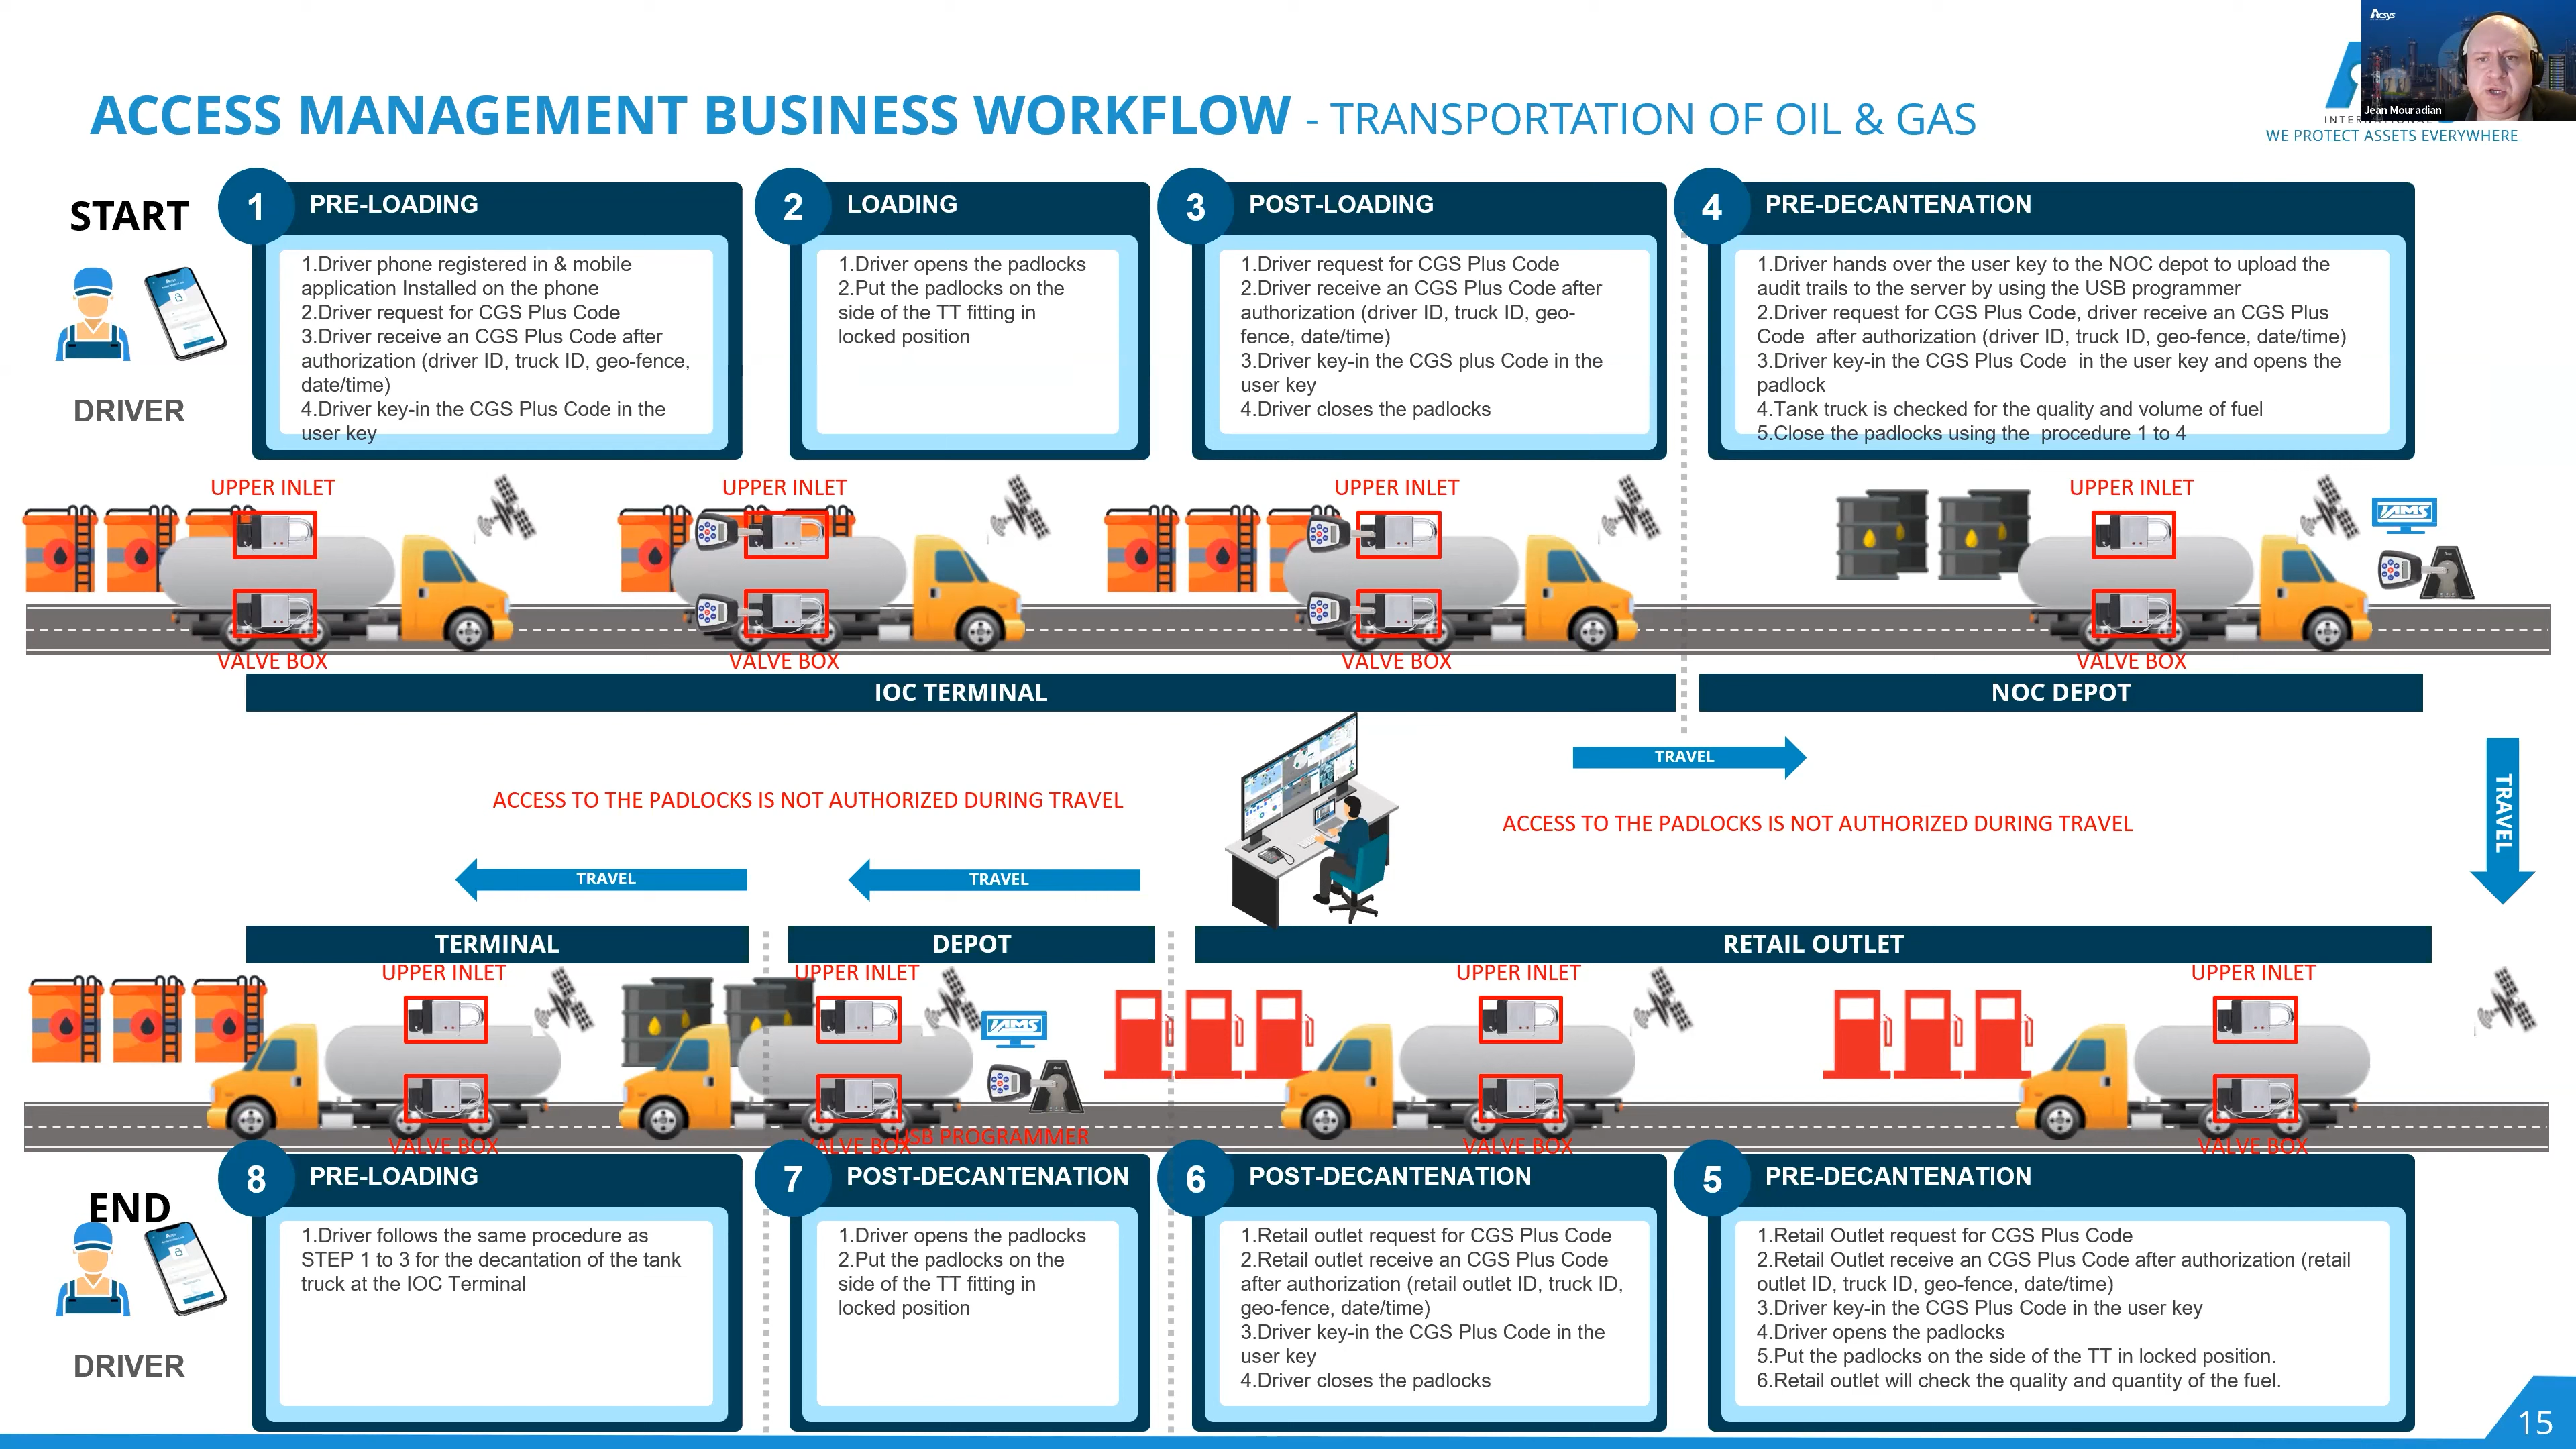 Acsys
Jean Mouradian
ACCESS MANAGEMENT BUSINESS WORKFLOW - TRANSPORTATION OF OIL & GAS
INTERNATIONAL
WE PROTECT ASSETS EVERYWHERE
START
DRIVER
1 PRE-LOADING
1.Driver phone registered in & mobile
application Installed on the phone
2.Driver request for CGS Plus Code
3.Driver receive an CGS Plus Code after
authorization (driver ID, truck ID, geo-fence,
date/time)
4.Driver key-in the CGS Plus Code in the
user key
2 LOADING
1.Driver opens the padlocks
2.Put the padlocks on the
side of the TT fitting in
locked position
3 POST-LOADING
1.Driver request for CGS Plus Code
2.Driver receive an CGS Plus Code after
authorization (driver ID, truck ID, geo-
fence, date/time)
3.Driver key-in the CGS plus Code in the
user key
4.Driver closes the padlocks
4 PRE-DECANTENATION
1.Driver hands over the user key to the NOC depot to upload the
audit trails to the server by using the USB programmer
2.Driver request for CGS Plus Code, driver receive an CGS Plus
Code  after authorization (driver ID, truck ID, geo-fence, date/time)
3.Driver key-in the CGS Plus Code  in the user key and opens the
padlock
4.Tank truck is checked for the quality and volume of fuel
5.Close the padlocks using the  procedure 1 to 4
UPPER INLET
UPPER INLET
UPPER INLET
UPPER INLET
IAMS
VALVE BOX
VALVE BOX
VALVE BOX
VALVE BOX
IOC TERMINAL
NOC DEPOT
TRAVEL
TRAVEL
ACCESS TO THE PADLOCKS IS NOT AUTHORIZED DURING TRAVEL
ACCESS TO THE PADLOCKS IS NOT AUTHORIZED DURING TRAVEL
TRAVEL
TRAVEL
TERMINAL
DEPOT
RETAIL OUTLET
UPPER INLET
UPPER INLET
UPPER INLET
UPPER INLET
IAMS
VALVE BOX
VALVE BOX
USB PROGRAMMER
VALVE BOX
VALVE BOX
END
DRIVER
8 PRE-LOADING
1.Driver follows the same procedure as
STEP 1 to 3 for the decantation of the tank
truck at the IOC Terminal
7 POST-DECANTENATION
1.Driver opens the padlocks
2.Put the padlocks on the
side of the TT fitting in
locked position
6 POST-DECANTENATION
1.Retail outlet request for CGS Plus Code
2.Retail outlet receive an CGS Plus Code
after authorization (retail outlet ID, truck ID,
geo-fence, date/time)
3.Driver key-in the CGS Plus Code in the
user key
4.Driver closes the padlocks
5 PRE-DECANTENATION
1.Retail Outlet request for CGS Plus Code
2.Retail Outlet receive an CGS Plus Code after authorization (retail
outlet ID, truck ID, geo-fence, date/time)
3.Driver key-in the CGS Plus Code in the user key
4.Driver opens the padlocks
5.Put the padlocks on the side of the TT in locked position.
6.Retail outlet will check the quality and quantity of the fuel.
15